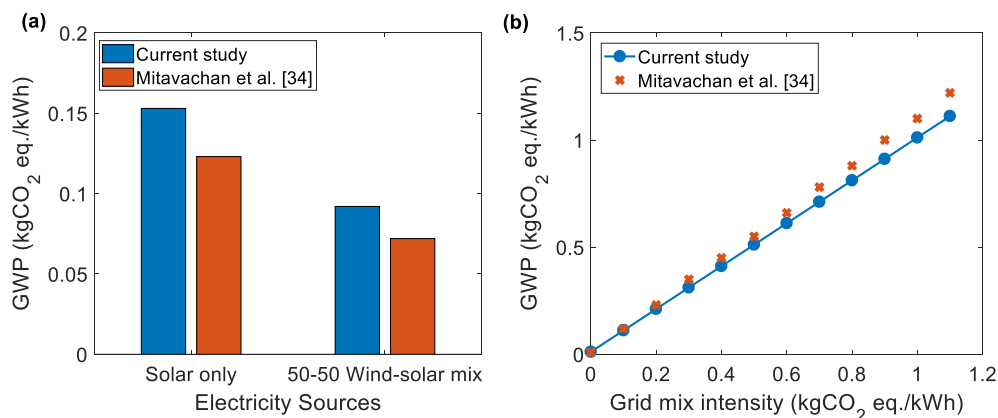 (a)
0.2
0.15
0.1
0.05
0
GWP (kgCO2 eq./kWh)
Current study
Mitavachan et al. [34]
Solar only
50-50 Wind-solar mix
Electricity Sources
(b)
1.5
1
0.5
0
GWP (kgCO2 eq./kWh)
Current study
Mitavachan et al. [34]
0 0.2 0.4 0.6 0.8 1 1.2
Grid mix intensity (kgCO2 eq./kWh)